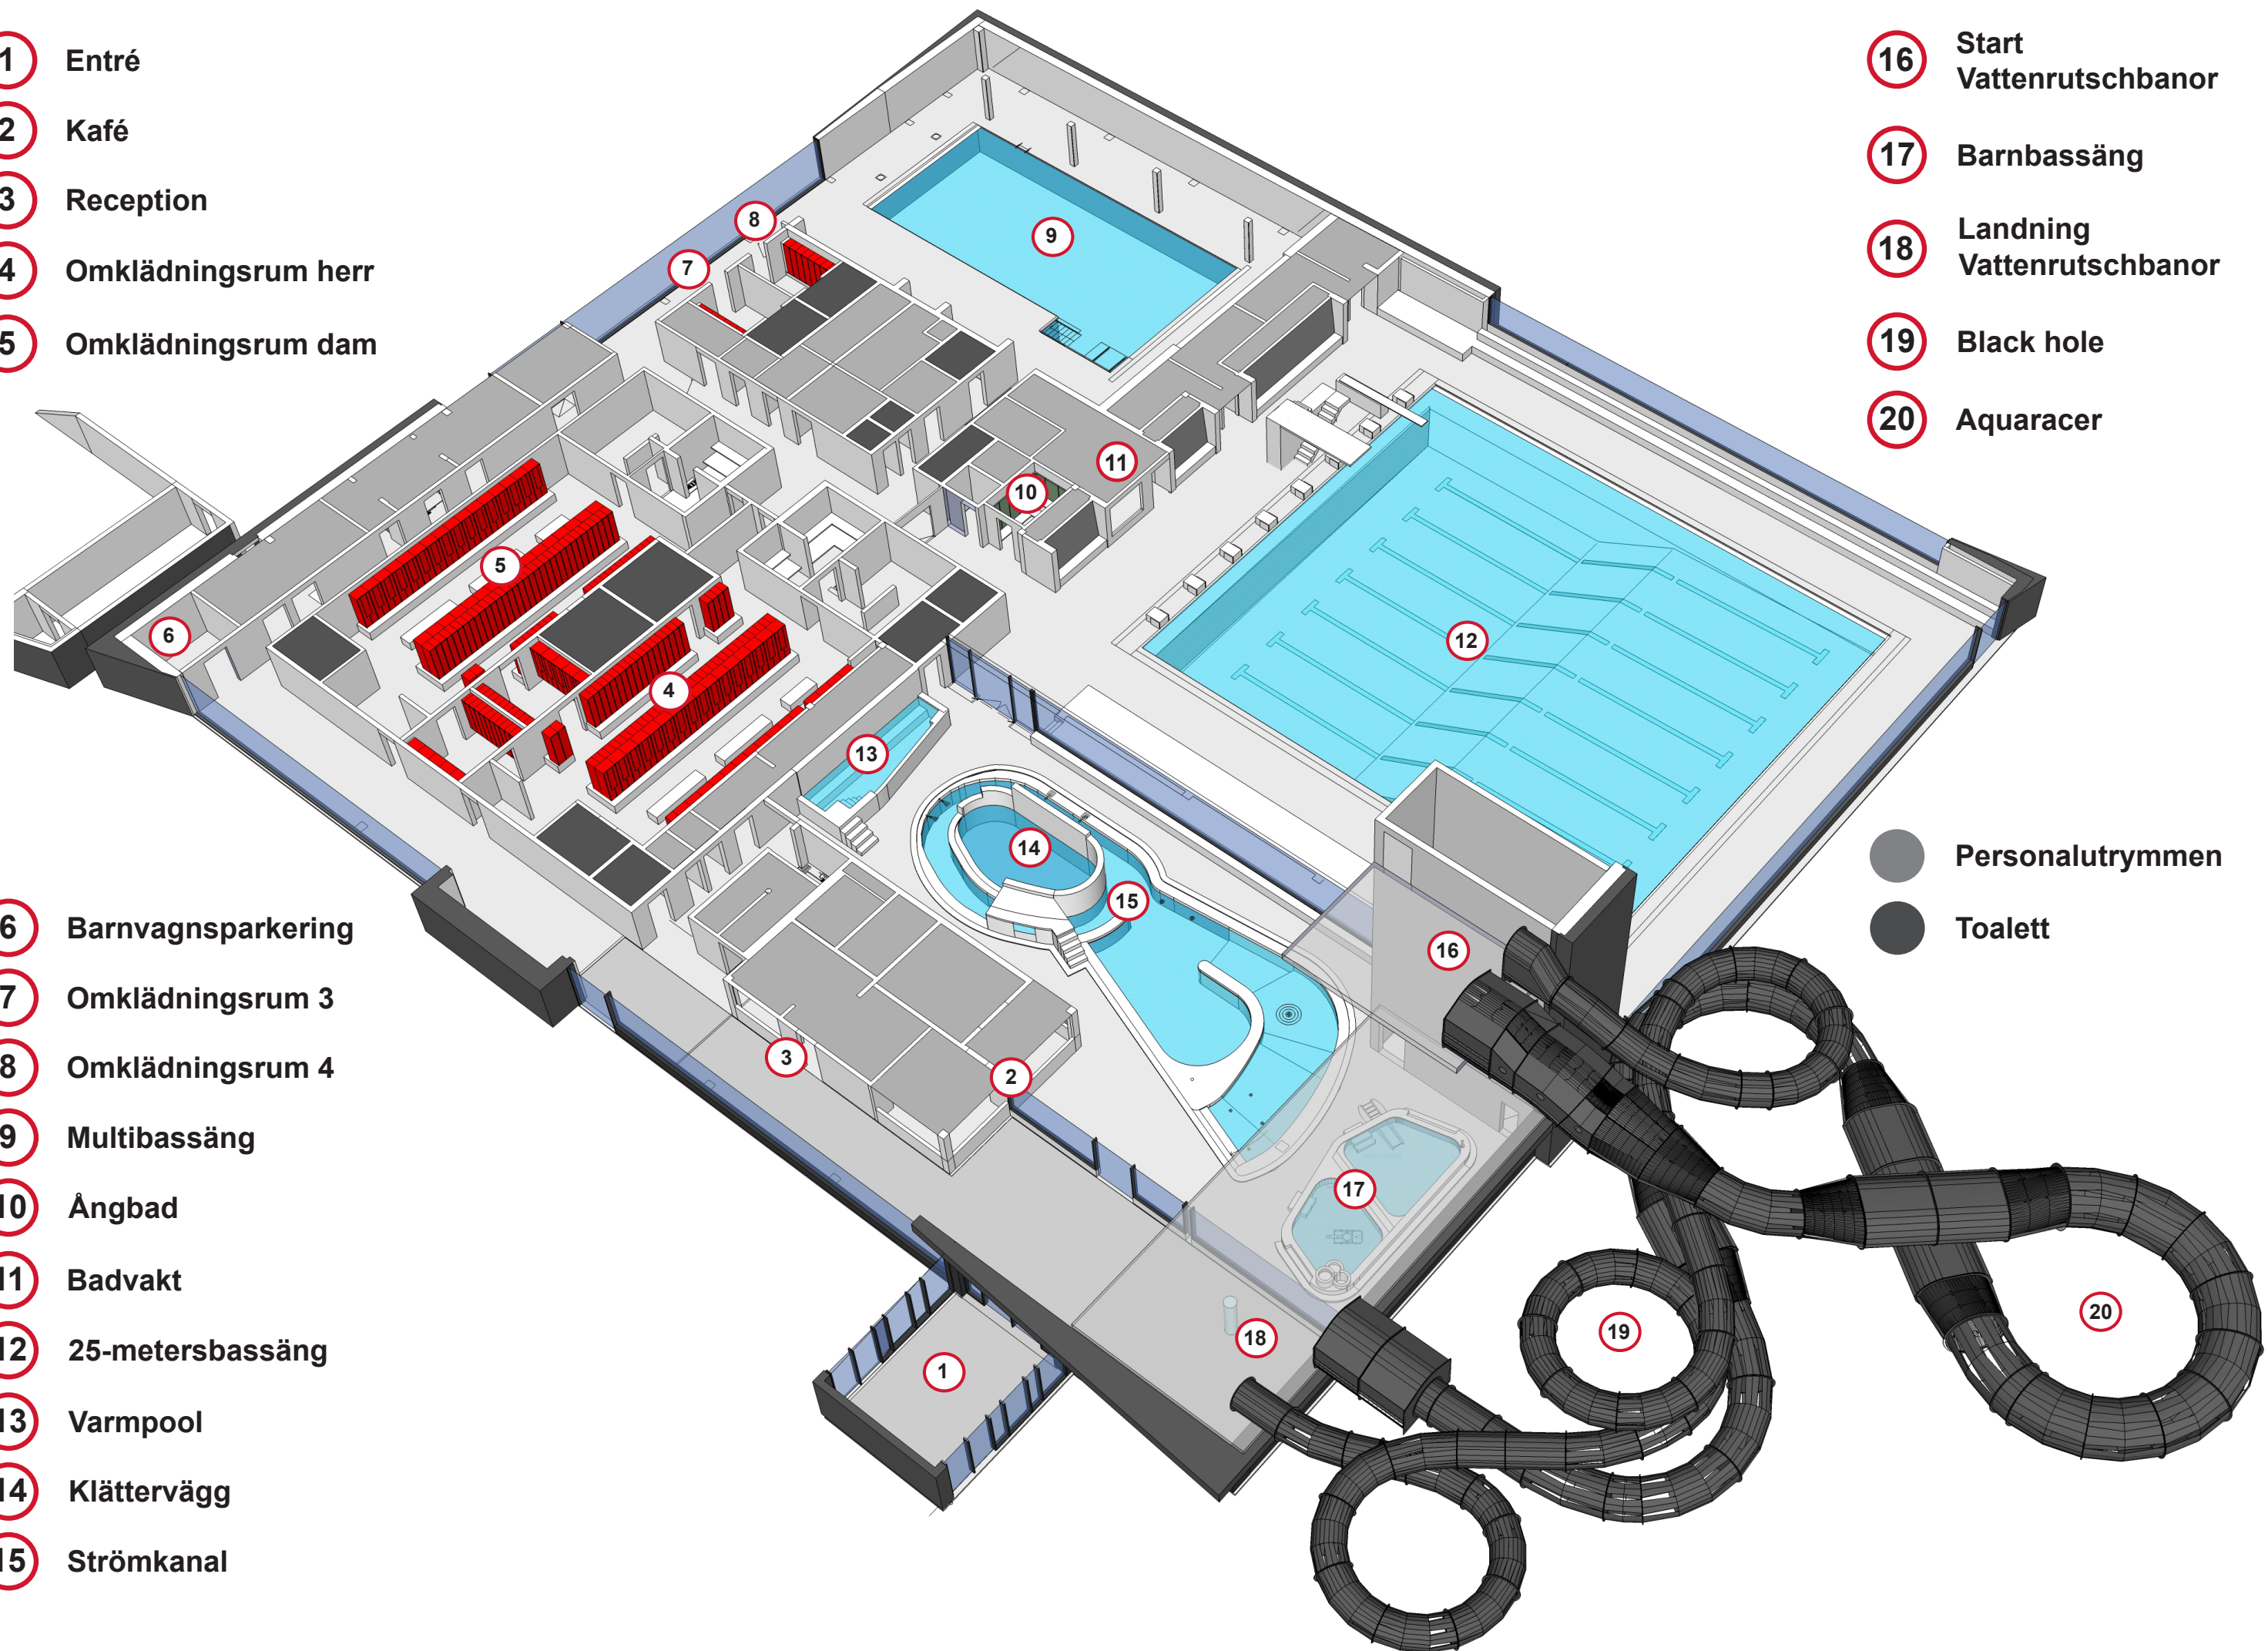 1 Entré
2 Kafé
3 Reception
4 Omklädningsrum herr
5 Omklädningsrum dam
6 Barnvagnsparkering
7 Omklädningsrum 3
8 Omklädningsrum 4
9 Multibassäng
10 Ångbad
11 Badvakt
12 25-metersbassäng
13 Varmpool
14 Klättervägg
15 Strömkanal
16 Start
Vattenrutschbanor
17 Barnbassäng
18 Landning
Vattenrutschbanor
19 Black hole
20 Aquaracer
Personalutrymmen
Toalett
8
9
7
11
10
5
6
12
4
13
14
15
16
3
2
17
18
19
20
1